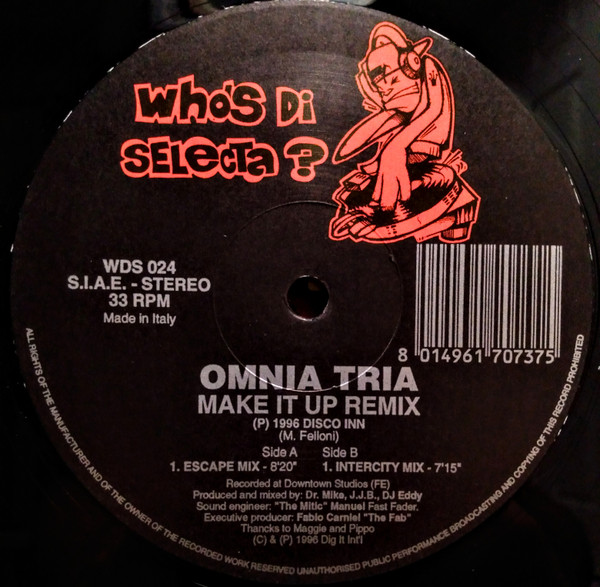 WHO'S DI
SELECTA ?
WDS 024
S.I.A.E. - STEREO
33 RPM
Made in Italy
8 014961 707375
OMNIA TRIA
MAKE IT UP REMIX
(P) 1996 DISCO INN
(M. Felloni)
Side A Side B
1. ESCAPE MIX - 8'20" 1. INTERCITY MIX - 7'15"
Recorded at Downtown Studios (FE)
Produced and mixed by: Dr. Mike, J.J.B., DJ Eddy
Sound engineer: "The Mitic" Manuel Fast Fader.
Executive producer: Fabio Carniel "The Fab"
Thancks to Maggie and Pippo
(C) & (P) 1996 Dig It Int'l
ALL RIGHTS OF THE MANUFACTURER AND OF THE OWNER OF THE RECORDED WORK RESERVED UNAUTHORISED PUBLIC PERFORMANCE BROADCASTING AND COPYING OF THIS RECORD PROHIBITED